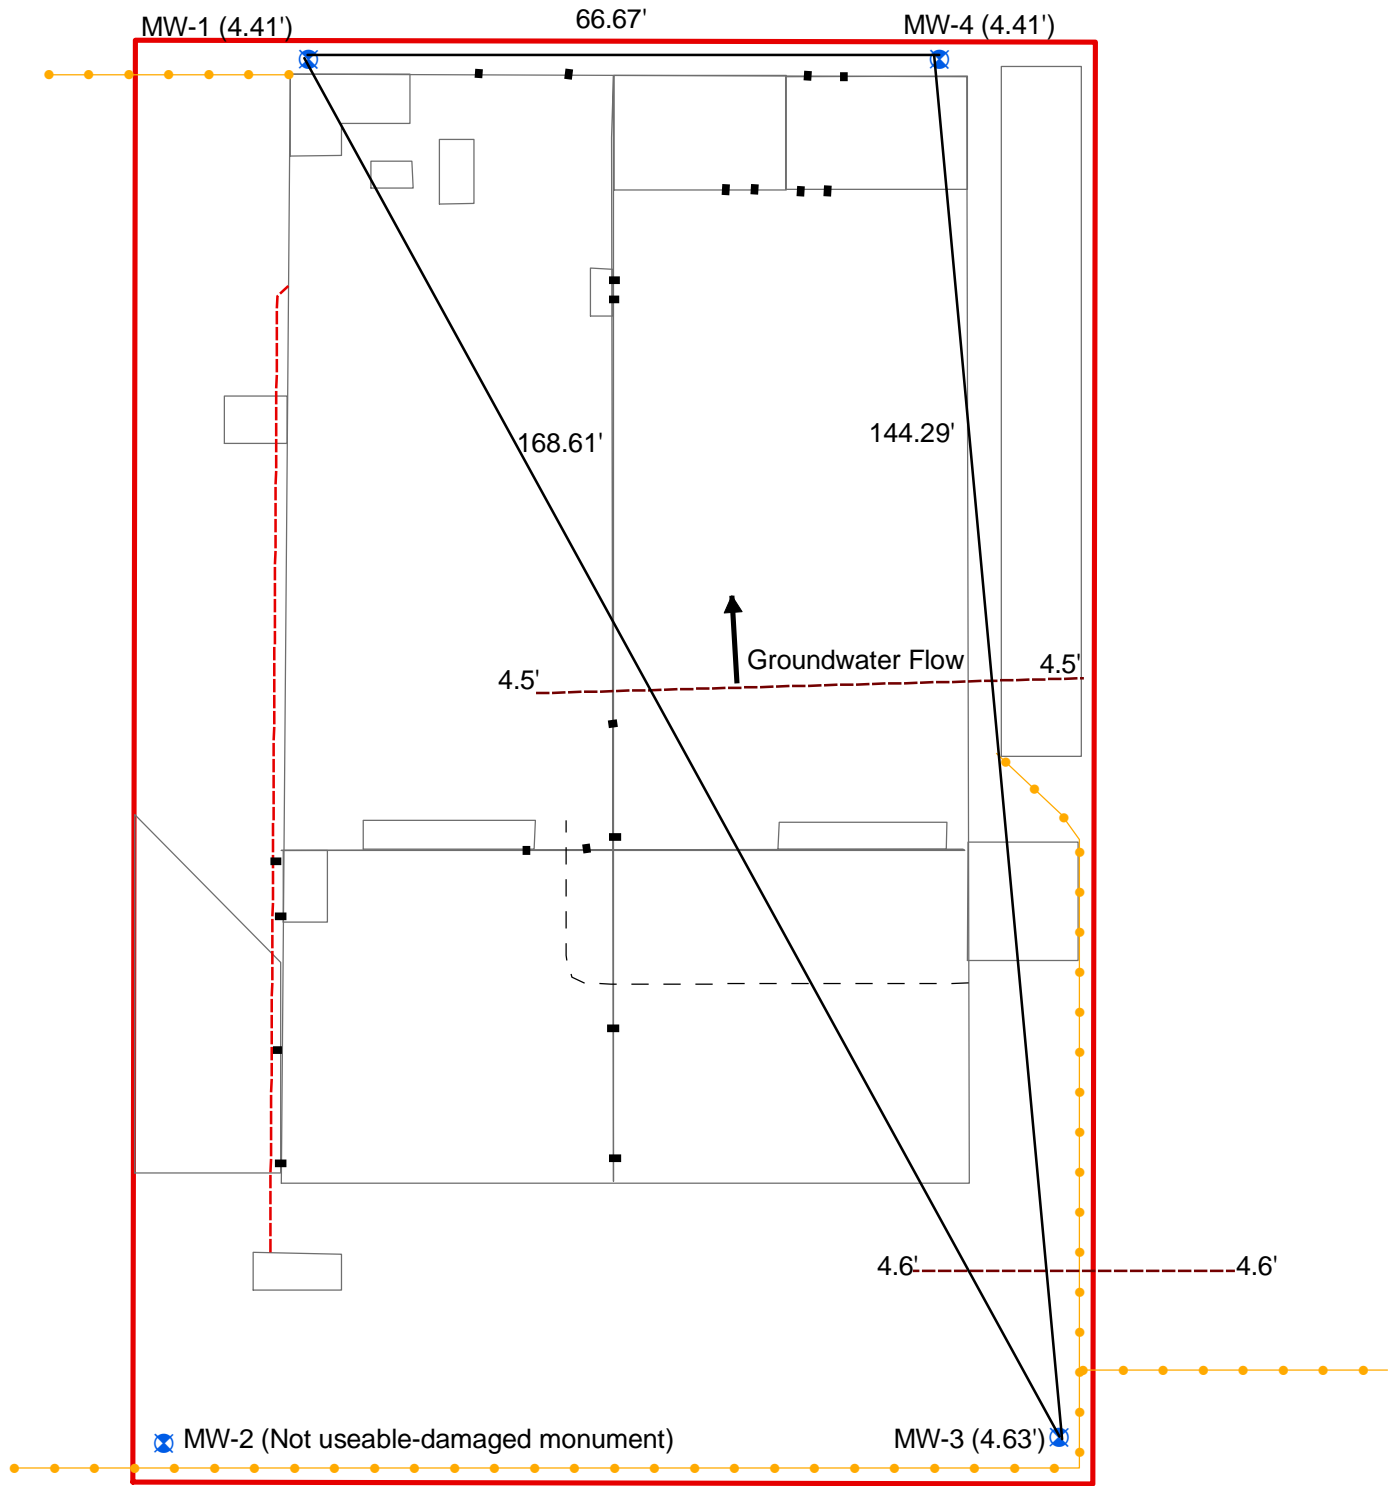 66.67'
MW-1 (4.41')
MW-4 (4.41')
168.61'
144.29'
Groundwater Flow
4.5'
4.5'
4.6'
4.6'
MW-2 (Not useable-damaged monument)
MW-3 (4.63')